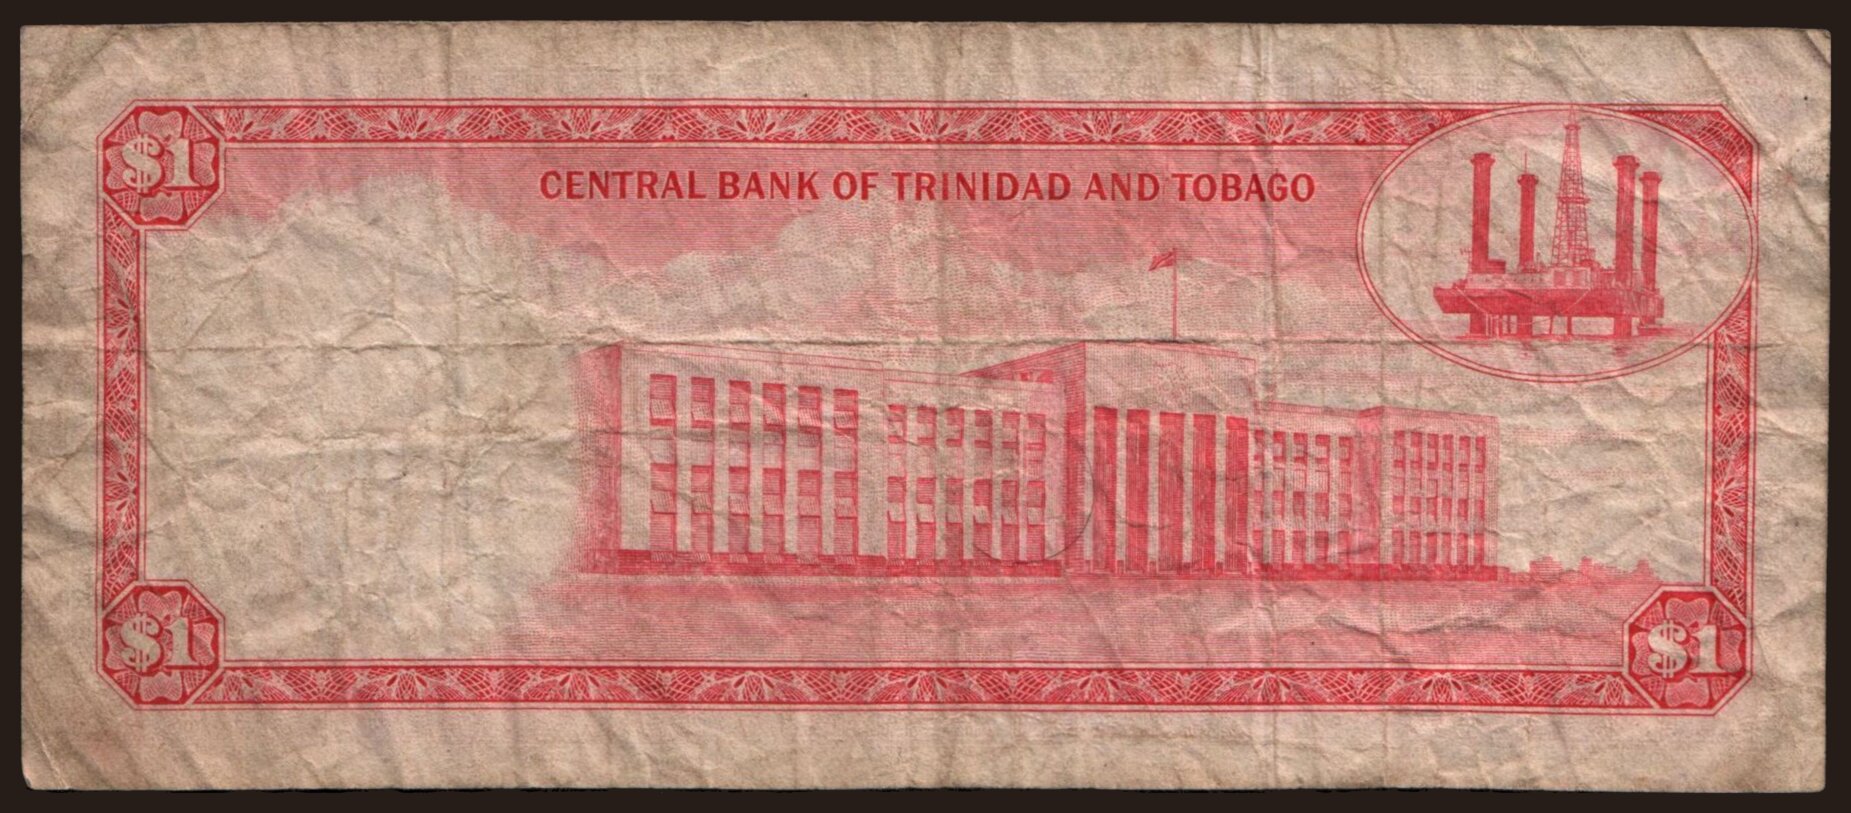 $1
CENTRAL BANK OF TRINIDAD AND TOBAGO
$1
$1